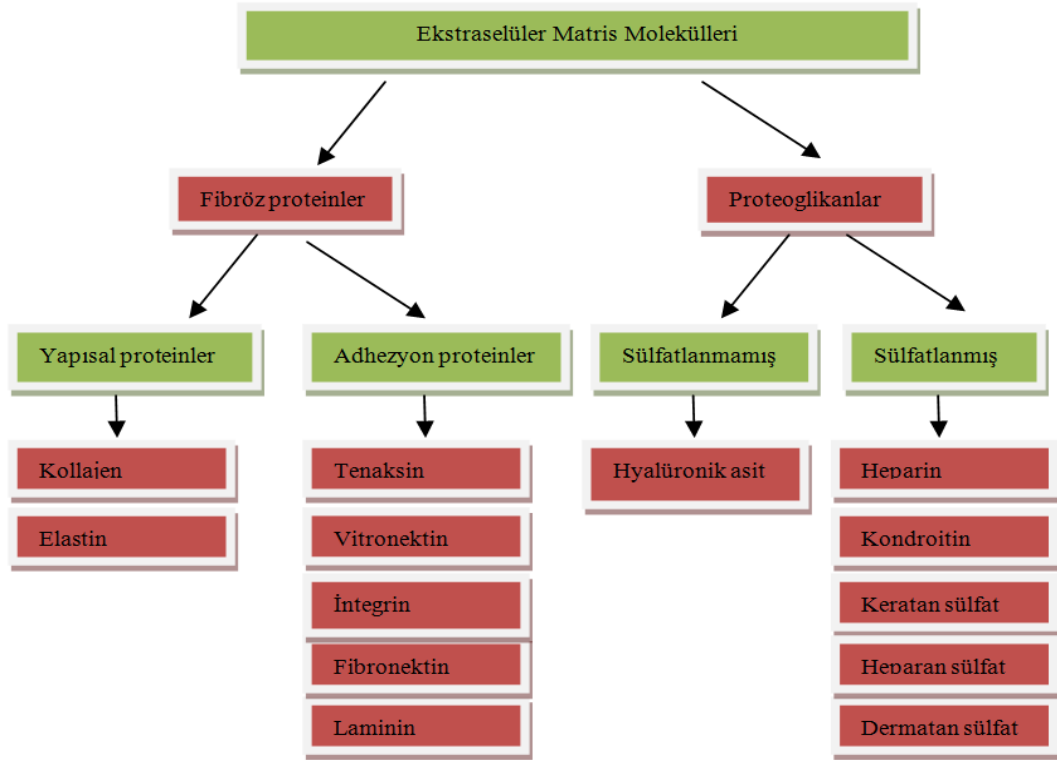 Ekstraselüler Matris Molekülleri
Fibröz proteinler
Proteoglikanlar
Yapısal proteinler
Adhezyon proteinler
Sülfatlanmamış
Sülfatlanmış
Kollajen
Elastin
Tenaksin
Vitronektin
İntegrin
Fibronektin
Laminin
Hyalüronik asit
Heparin
Kondroitin
Keratan sülfat
Heparan sülfat
Dermatan sülfat